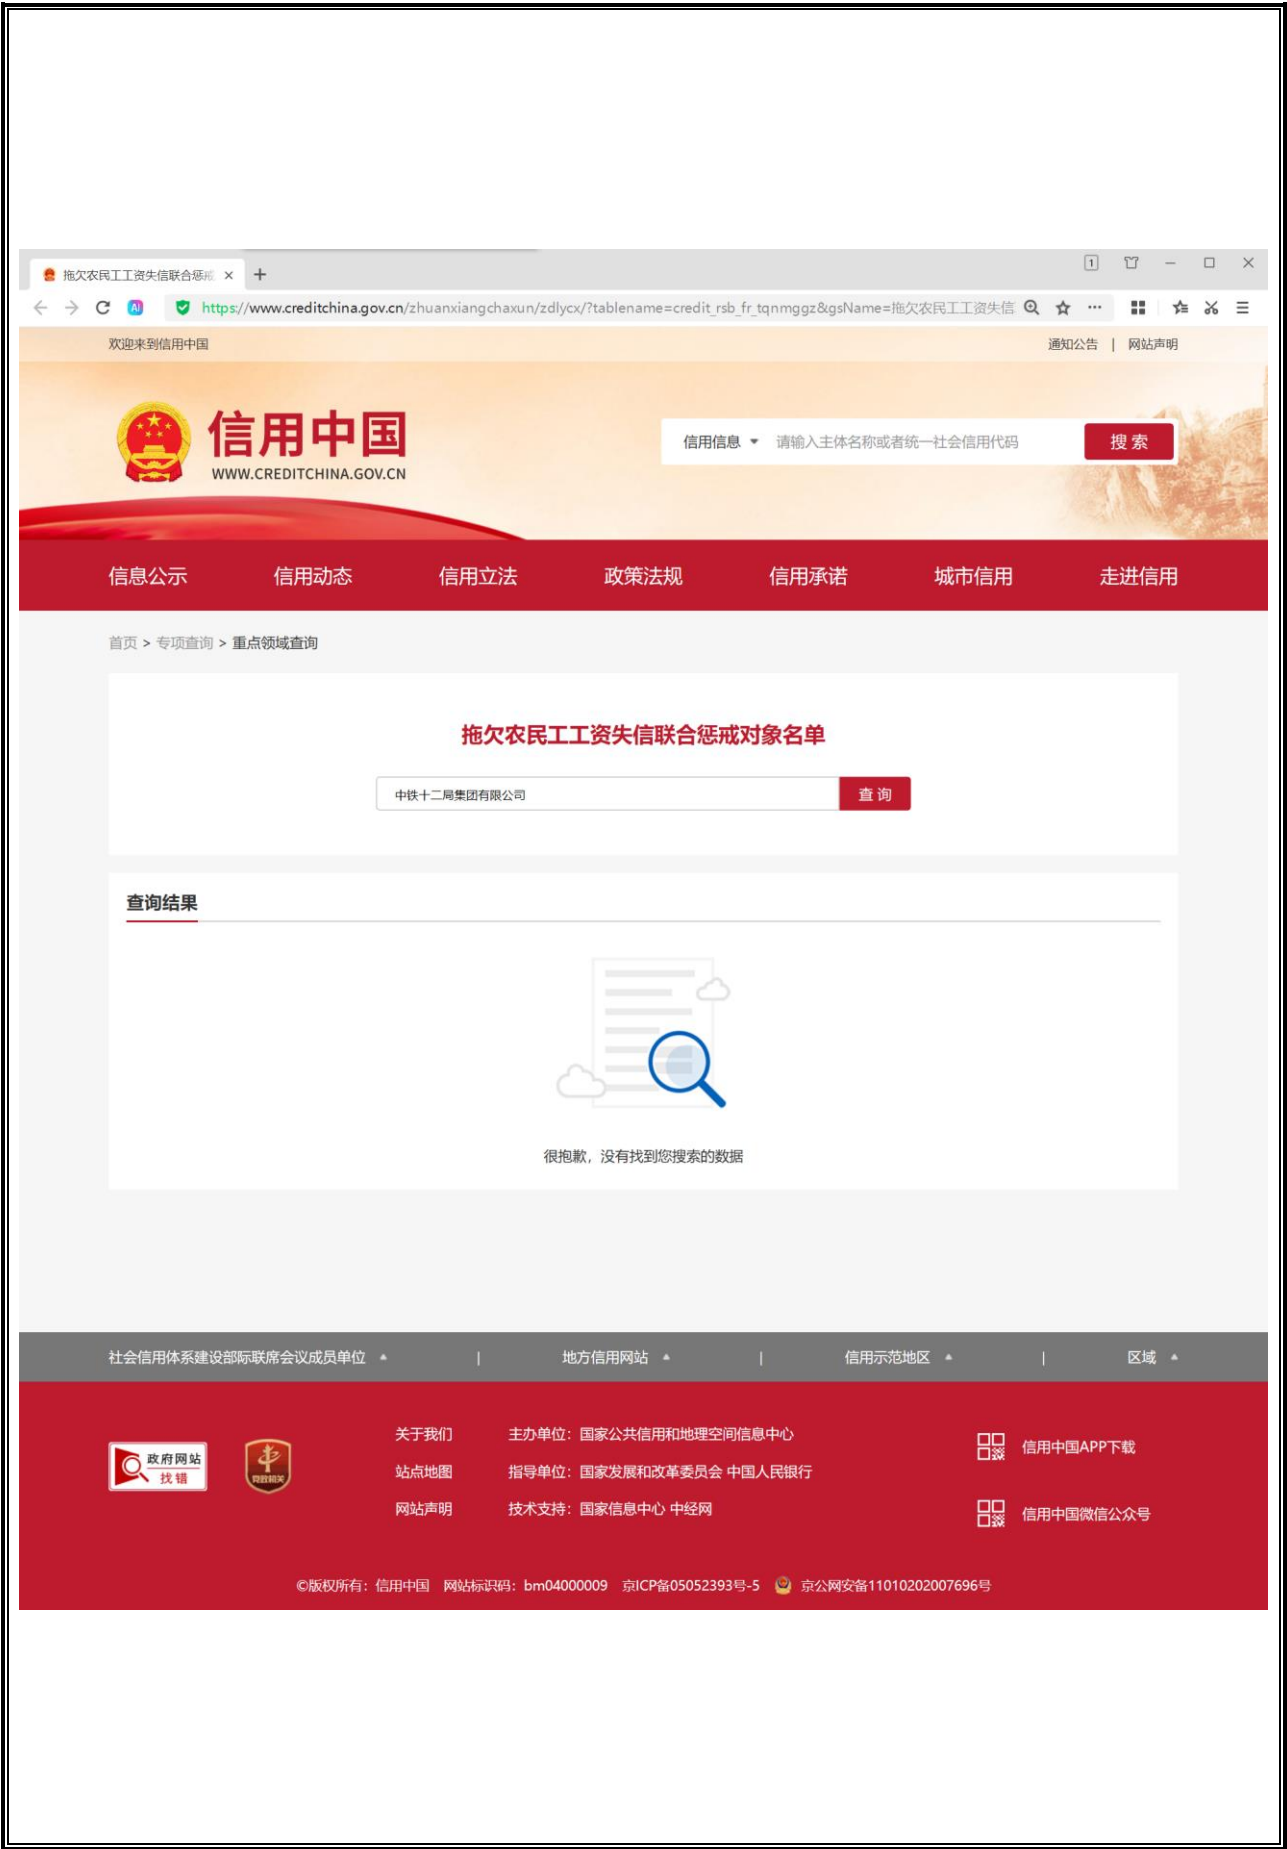 拖欠农民工工资失信联合惩戒
https://www.creditchina.gov.cn/zhuanxiangchaxun/zdlycx/?tablename=credit_rsb_fr_tqnmggz&gsName=拖欠农民工工资失信
欢迎来到信用中国 通知公告 | 网站声明
信用中国
WWW.CREDITCHINA.GOV.CN
信用信息 请输入主体名称或者统一社会信用代码 搜索
信息公示 信用动态 信用立法 政策法规 信用承诺 城市信用 走进信用
首页 > 专项查询 > 重点领域查询
拖欠农民工工资失信联合惩戒对象名单
中铁十二局集团有限公司 查询
查询结果
很抱歉，没有找到您搜索的数据
社会信用体系建设部际联席会议成员单位 | 地方信用网站 | 信用示范地区 | 区域
政府网站
找错
党政机关
关于我们 主办单位：国家公共信用和地理空间信息中心
站点地图 指导单位：国家发展和改革委员会 中国人民银行
网站声明 技术支持：国家信息中心 中经网
信用中国APP下载
信用中国微信公众号
©版权所有：信用中国 网站标识码：bm04000009 京ICP备05052393号-5 京公网安备11010202007696号